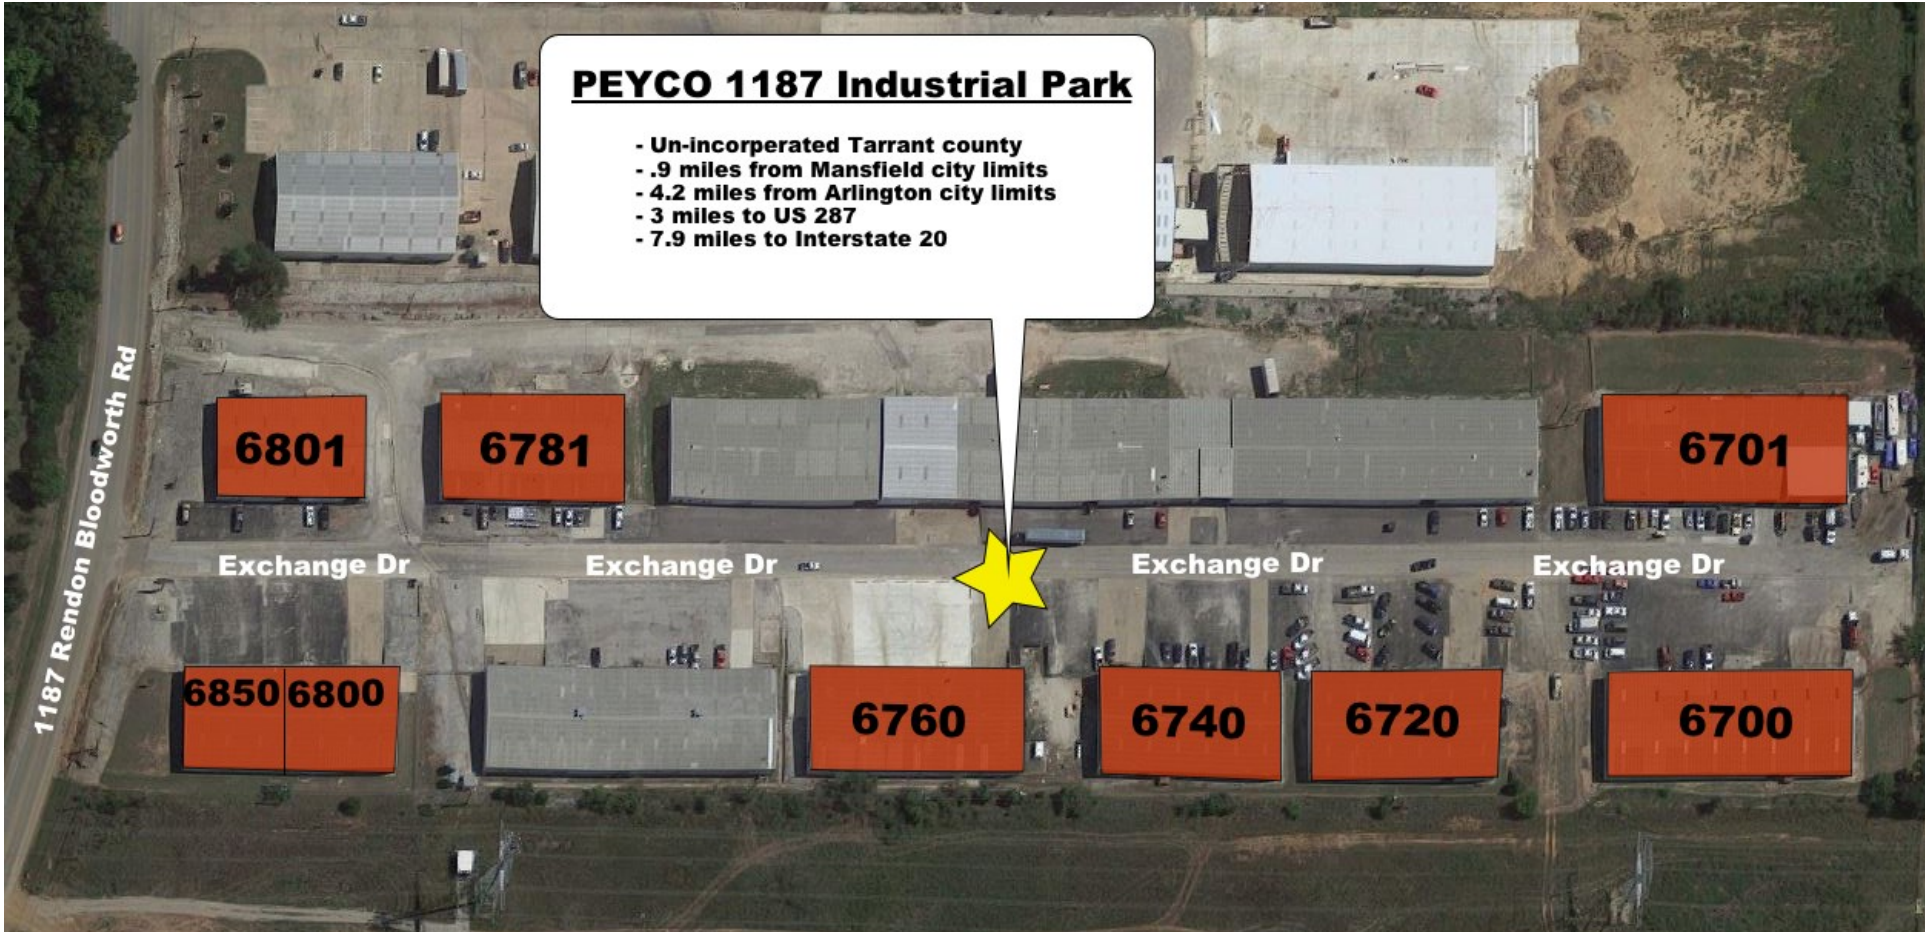 PEYCO 1187 Industrial Park
- Un-incorperated Tarrant county
- .9 miles from Mansfield city limits
- 4.2 miles from Arlington city limits
- 3 miles to US 287
- 7.9 miles to Interstate 20
1187 Rendon Bloodworth Rd
6801
6781
6701
Exchange Dr
Exchange Dr
Exchange Dr
Exchange Dr
6850
6800
6760
6740
6720
6700